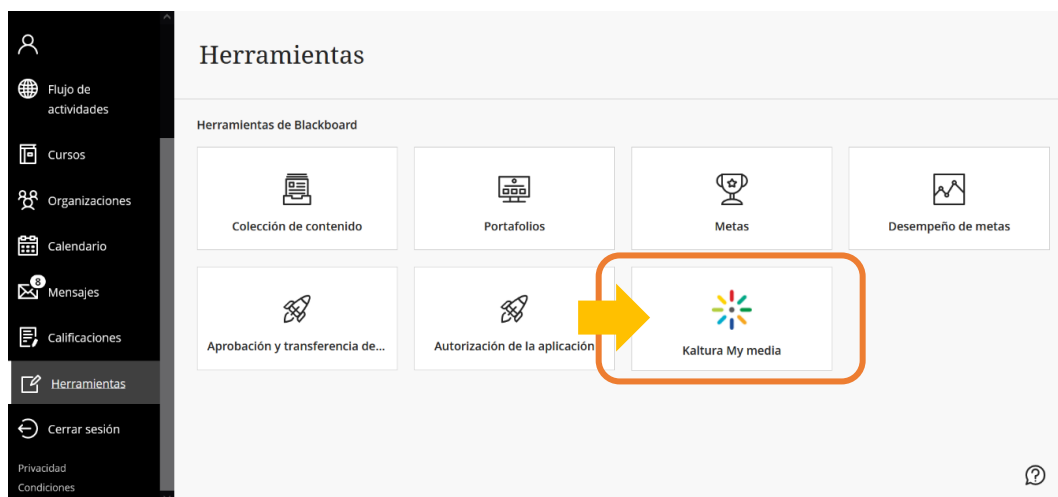 Flujo de
actividades
Cursos
Organizaciones
Calendario
8
Mensajes
Calificaciones
Herramientas
Cerrar sesión
Privacidad
Condiciones
Herramientas
Herramientas de Blackboard
Colección de contenido
Portafolios
Metas
Desempeño de metas
Aprobación y transferencia de...
Autorización de la aplicación
Kaltura My media